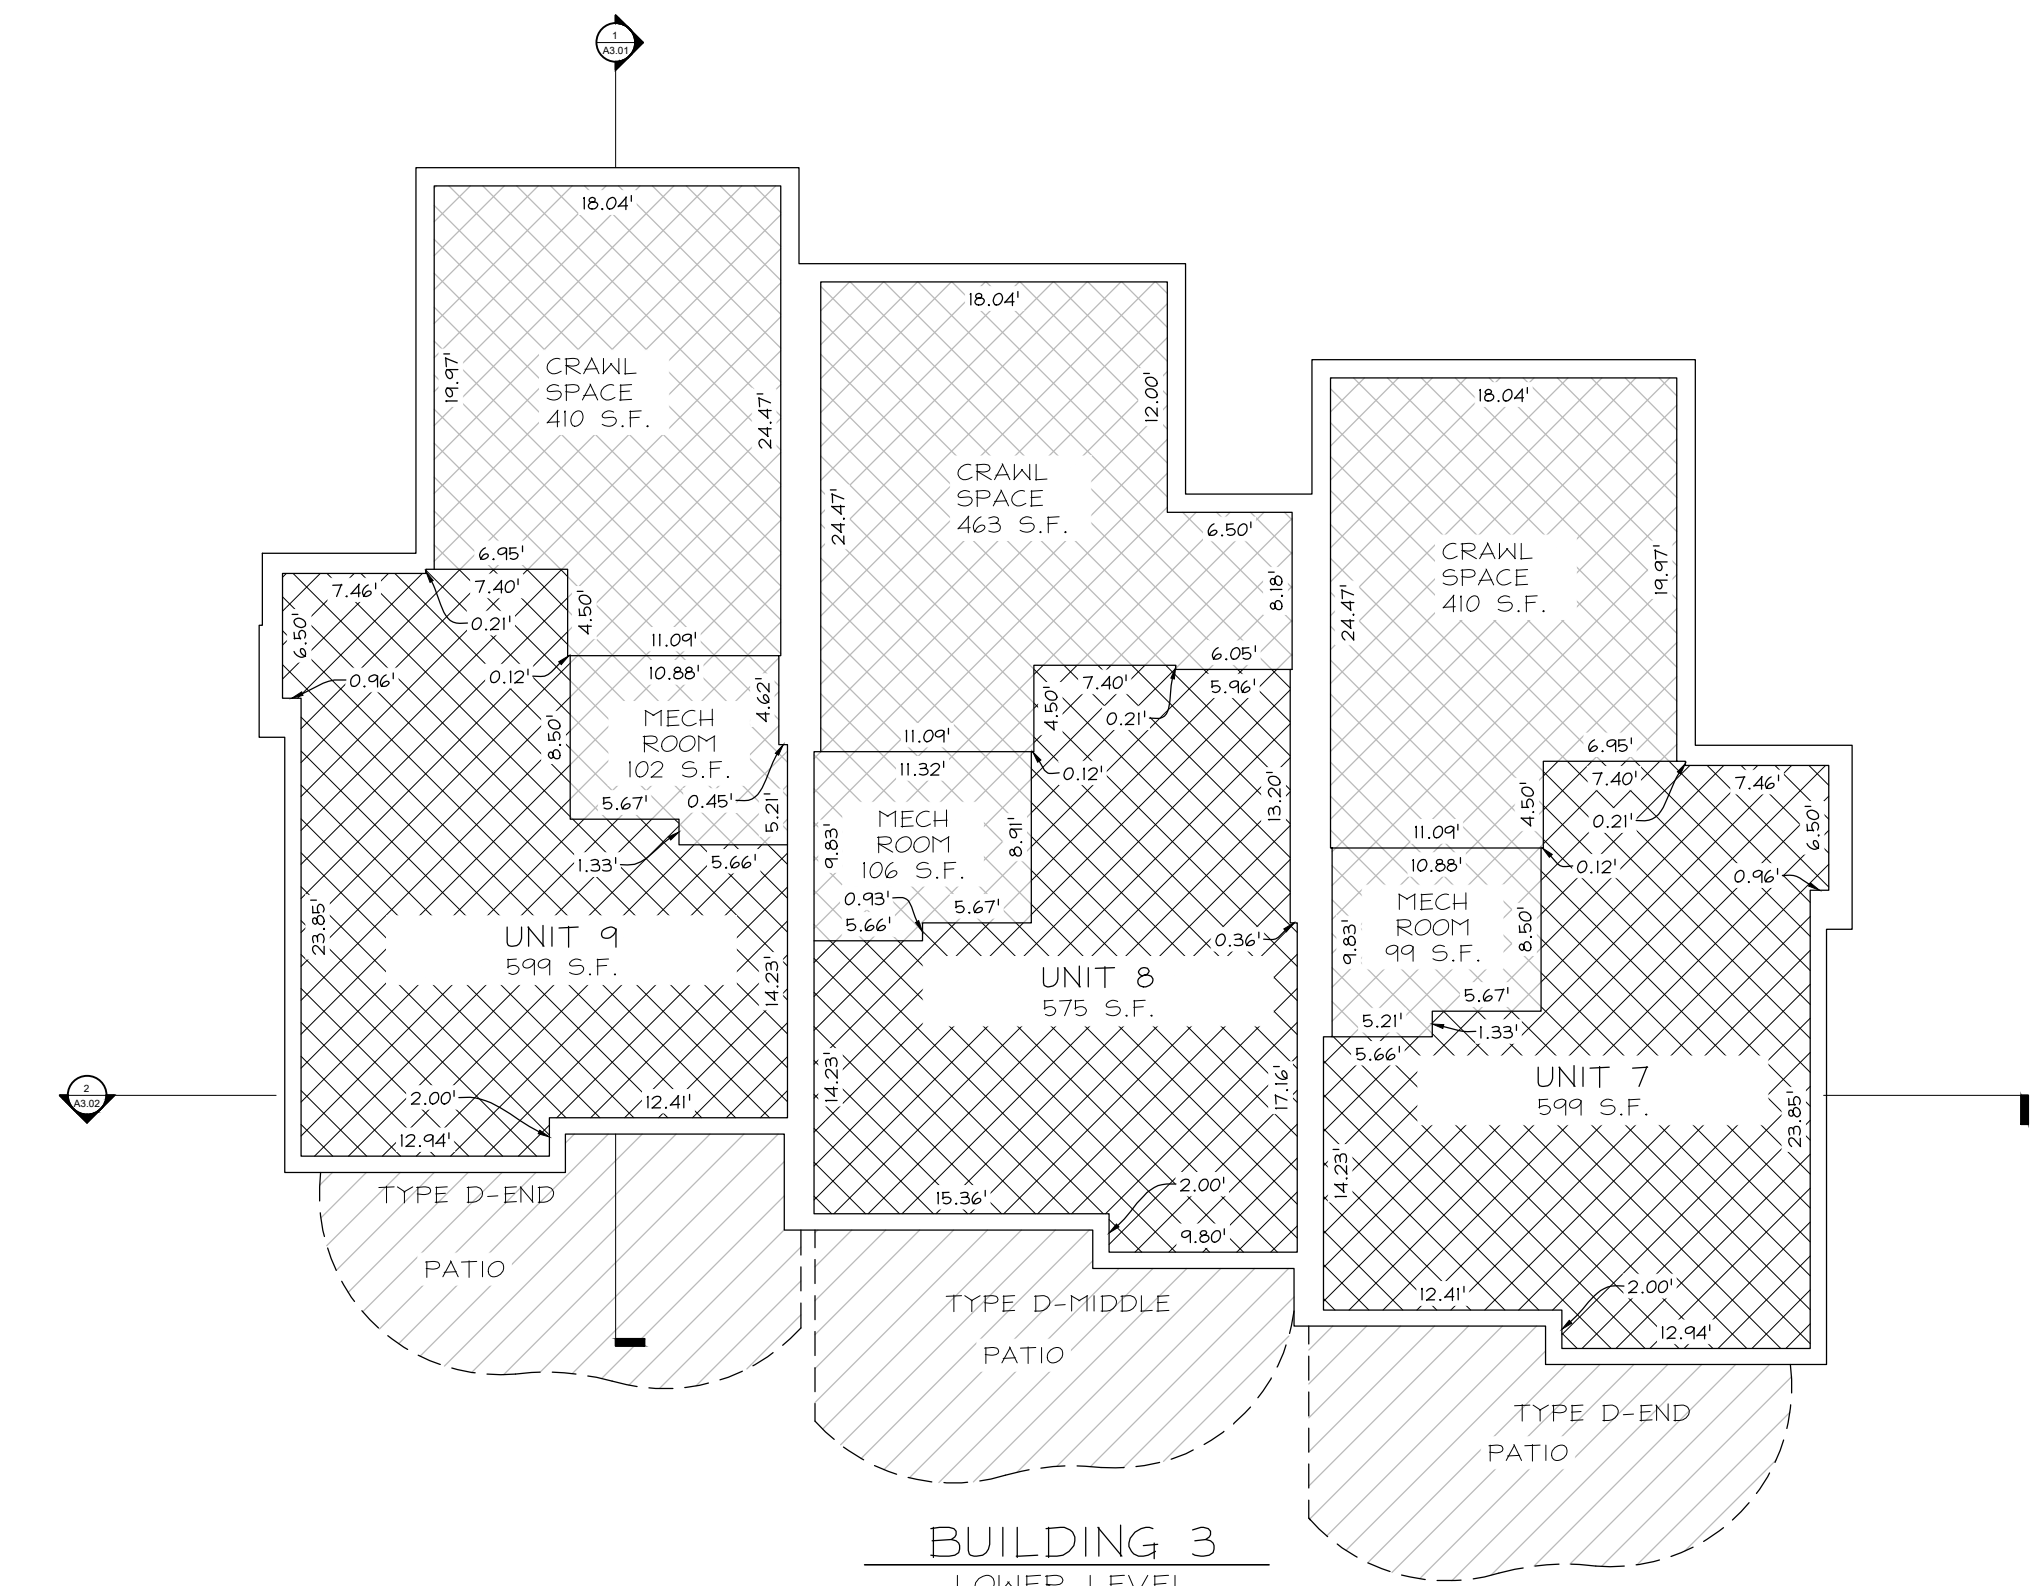 1
A3.01
18.04'
CRAWL
SPACE
410 S.F.
19.97'
24.47'
6.95'
7.46'
7.40'
0.21'
4.50'
6.50'
11.09'
0.12'
10.88'
0.96'
4.62'
MECH
ROOM
102 S.F.
8.50'
0.45'
5.67'
5.21'
1.33'
5.66'
23.85'
UNIT 9
599 S.F.
14.23'
2.00'
12.41'
12.94'
TYPE D-END
PATIO
2
A3.02
18.04'
12.00'
CRAWL
SPACE
463 S.F.
24.47'
6.50'
8.18'
6.05'
7.40'
5.96'
4.50'
0.21'
11.09'
11.32'
0.12'
13.20'
MECH
ROOM
106 S.F.
9.83'
8.91'
0.93'
5.67'
5.66'
0.36'
UNIT 8
575 S.F.
14.23'
17.16'
15.36'
2.00'
9.80'
TYPE D-MIDDLE
PATIO
18.04'
CRAWL
SPACE
410 S.F.
24.47'
19.97'
6.95'
7.40'
7.46'
4.50'
0.21'
6.50'
11.09'
10.88'
0.12'
0.96'
MECH
ROOM
99 S.F.
9.83'
8.50'
5.67'
5.21'
1.33'
5.66'
UNIT 7
599 S.F.
14.23'
23.85'
12.41'
2.00'
12.94'
TYPE D-END
PATIO
BUILDING 3
LOWER LEVEL